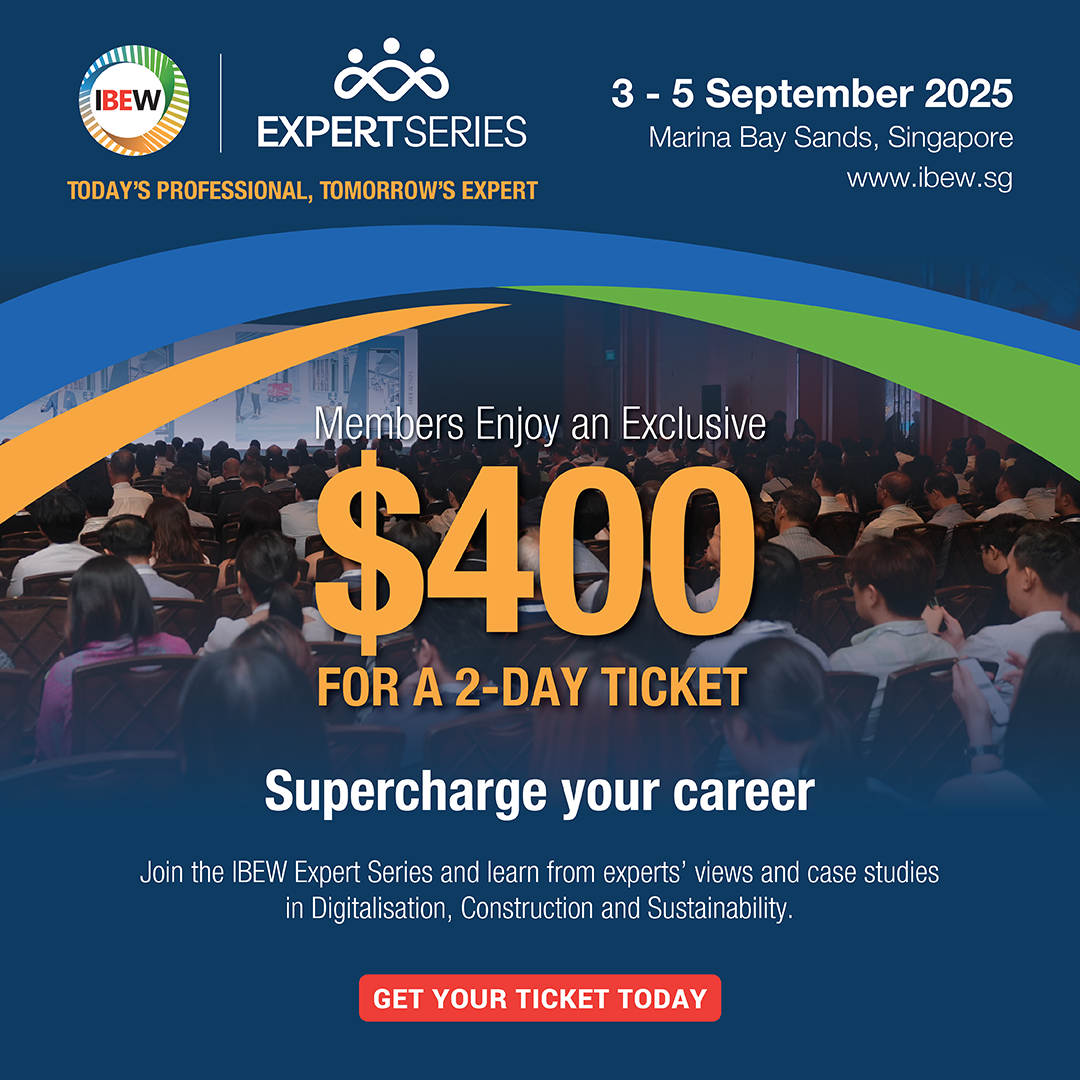 IBEW
EXPERTSERIES
TODAY'S PROFESSIONAL, TOMORROW'S EXPERT
3 - 5 September 2025
Marina Bay Sands, Singapore
www.ibew.sg
Members Enjoy an Exclusive
$400
FOR A 2-DAY TICKET
Supercharge your career
Join the IBEW Expert Series and learn from experts' views and case studies
in Digitalisation, Construction and Sustainability.
GET YOUR TICKET TODAY